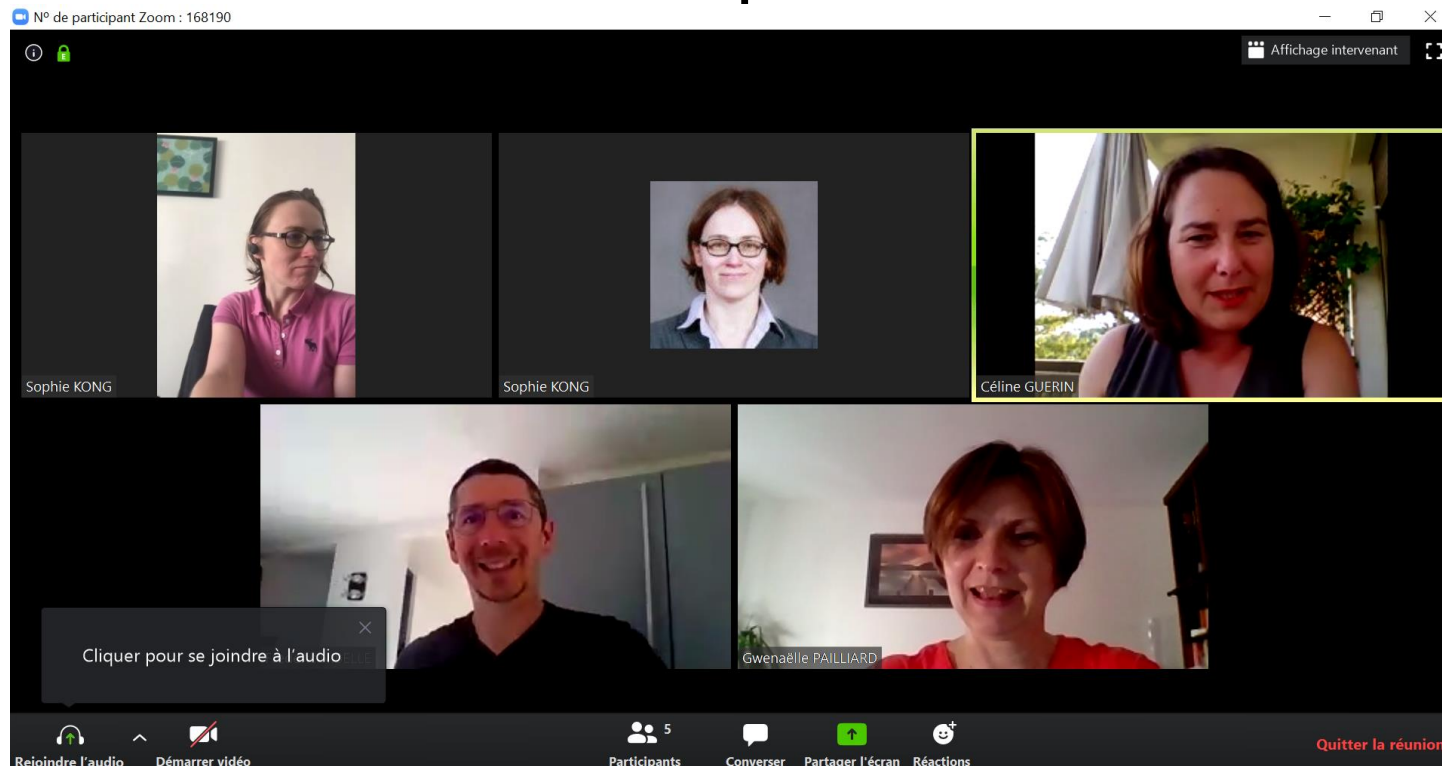 Nº de participant Zoom : 168190
Affichage intervenant
Sophie KONG
Sophie KONG
Céline GUERIN
Cliquer pour se joindre à l'audio
Gwenaëlle PAILLIARD
5
Rejoindre l'audio
Démarrer vidéo
Participants
Converser
Partager l'écran
Réactions
Quitter la réunion